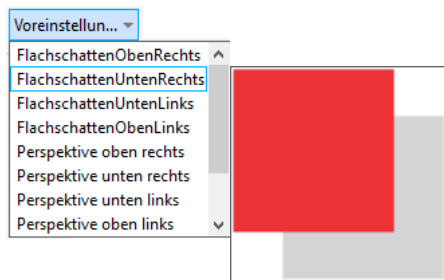 Voreinstellun...
FlachschattenObenRechts
FlachschattenUntenRechts
FlachschattenUntenLinks
FlachschattenObenLinks
Perspektive oben rechts
Perspektive unten rechts
Perspektive unten links
Perspektive oben links